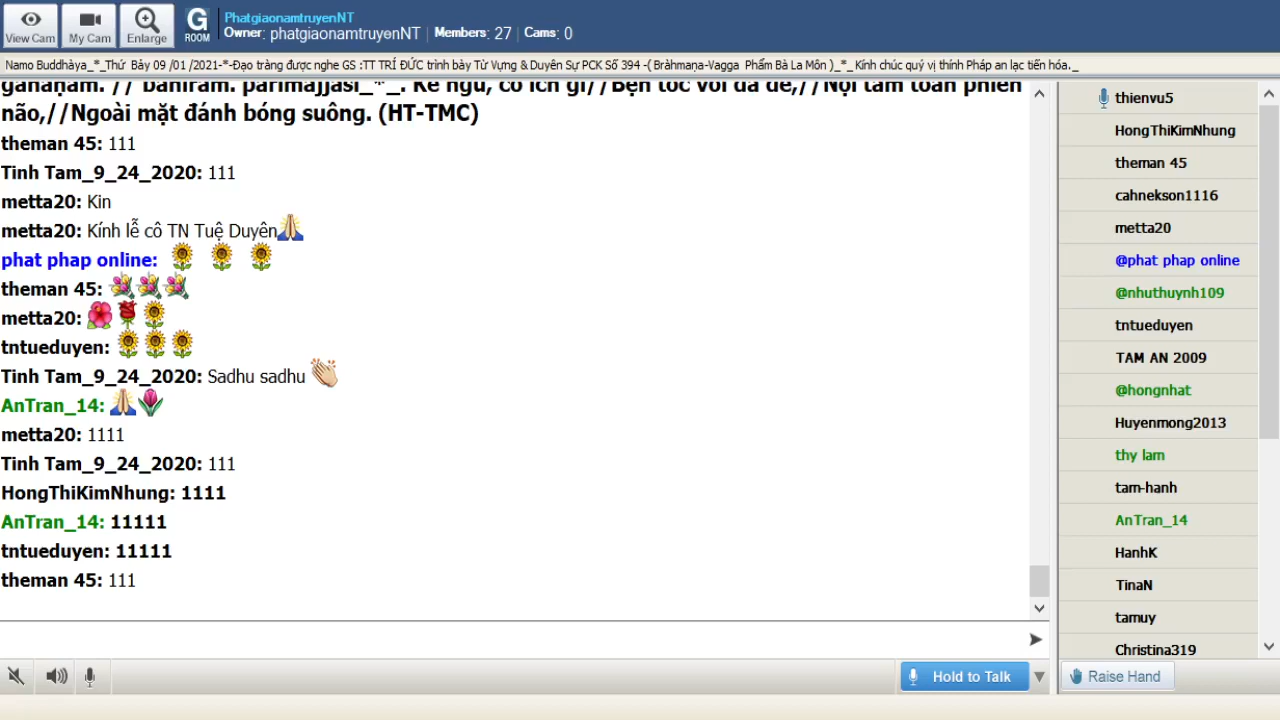 View Cam
My Cam
Enlarge
G
ROOM
PhatgiaonamtruyenNT
Owner: phatgiaonamtruyenNT | Members: 27 | Cams: 0
Namo Buddhàya_*_Thứ Bảy 09 /01 /2021-*-Đạo tràng được nghe GS :TT TRÍ ĐỨC trình bày Từ Vựng & Duyên Sự PCK Số 394 -( Bràhmaṇa-Vagga Phẩm Bà La Môn )_*_ Kính chúc quý vị thính Pháp an lạc tiến hóa._
não,//Ngoài mặt đánh bóng suông. (HT-TMC)
theman 45: 111
Tinh Tam_9_24_2020: 111
metta20: Kin
metta20: Kính lễ cô TN Tuệ Duyên
phat phap online:
theman 45:
metta20:
tntueduyen:
Tinh Tam_9_24_2020: Sadhu sadhu
AnTran_14:
metta20: 1111
Tinh Tam_9_24_2020: 111
HongThiKimNhung: 1111
AnTran_14: 11111
tntueduyen: 11111
theman 45: 111
Hold to Talk
thienvu5
HongThiKimNhung
theman 45
cahnekson1116
metta20
@phat phap online
@nhuthuynh109
tntueduyen
TAM AN 2009
@hongnhat
Huyenmong2013
thy lam
tam-hanh
AnTran_14
HanhK
TinaN
tamuy
Christina319
Raise Hand